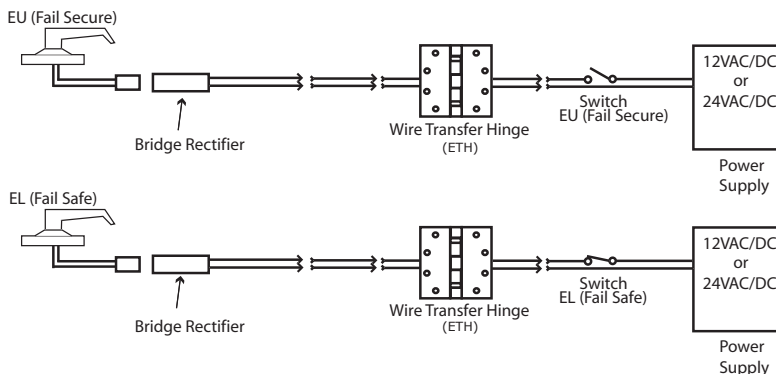 EU (Fail Secure)
Bridge Rectifier
Wire Transfer Hinge
(ETH)
Switch
EU (Fail Secure)
12VAC/DC
or
24VAC/DC
Power
Supply
EL (Fail Safe)
Bridge Rectifier
Wire Transfer Hinge
(ETH)
Switch
EL (Fail Safe)
12VAC/DC
or
24VAC/DC
Power
Supply